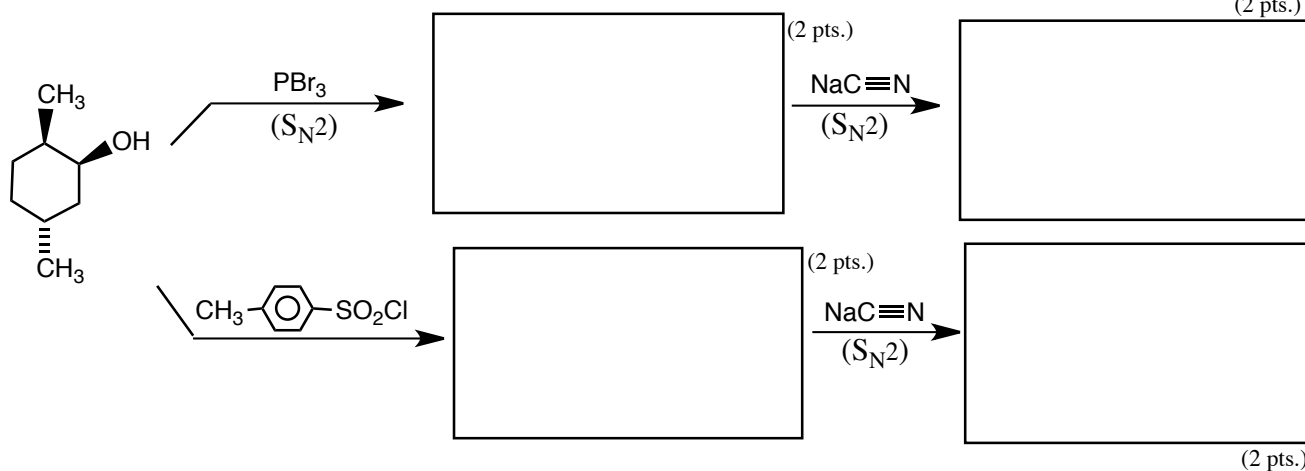 (2 pts.)
(2 pts.)
PBr3
(SN2)
NaC≡N
(SN2)
CH3
OH
CH3
(2 pts.)
CH3
SO2Cl
NaC≡N
(SN2)
(2 pts.)